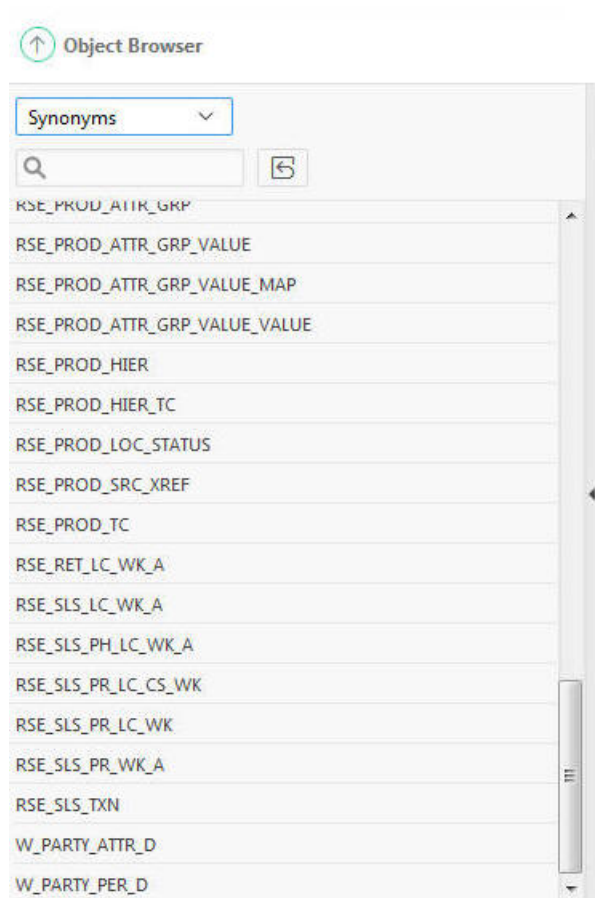 Object Browser
Synonyms
RSE_PROD_ATTR_GRP
RSE_PROD_ATTR_GRP_VALUE
RSE_PROD_ATTR_GRP_VALUE_MAP
RSE_PROD_ATTR_GRP_VALUE_VALUE
RSE_PROD_HIER
RSE_PROD_HIER_TC
RSE_PROD_LOC_STATUS
RSE_PROD_SRC_XREF
RSE_PROD_TC
RSE_RET_LC_WK_A
RSE_SLS_LC_WK_A
RSE_SLS_PH_LC_WK_A
RSE_SLS_PR_LC_CS_WK
RSE_SLS_PR_LC_WK
RSE_SLS_PR_WK_A
RSE_SLS_TXN
W_PARTY_ATTR_D
W_PARTY_PER_D